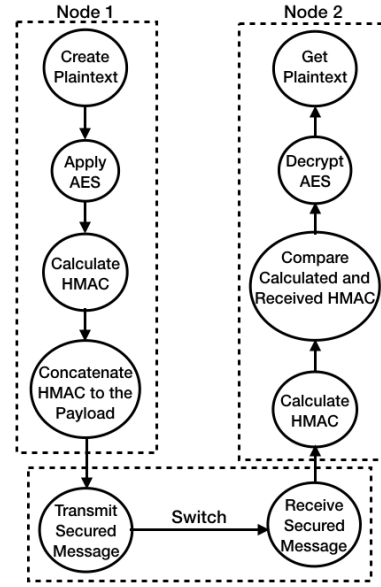 Node 1
Create
Plaintext
Apply
AES
Calculate
HMAC
Concatenate
HMAC to the
Payload
Transmit
Secured
Message
Switch
Receive
Secured
Message
Node 2
Get
Plaintext
Decrypt
AES
Compare
Calculated and
Received HMAC
Calculate
HMAC